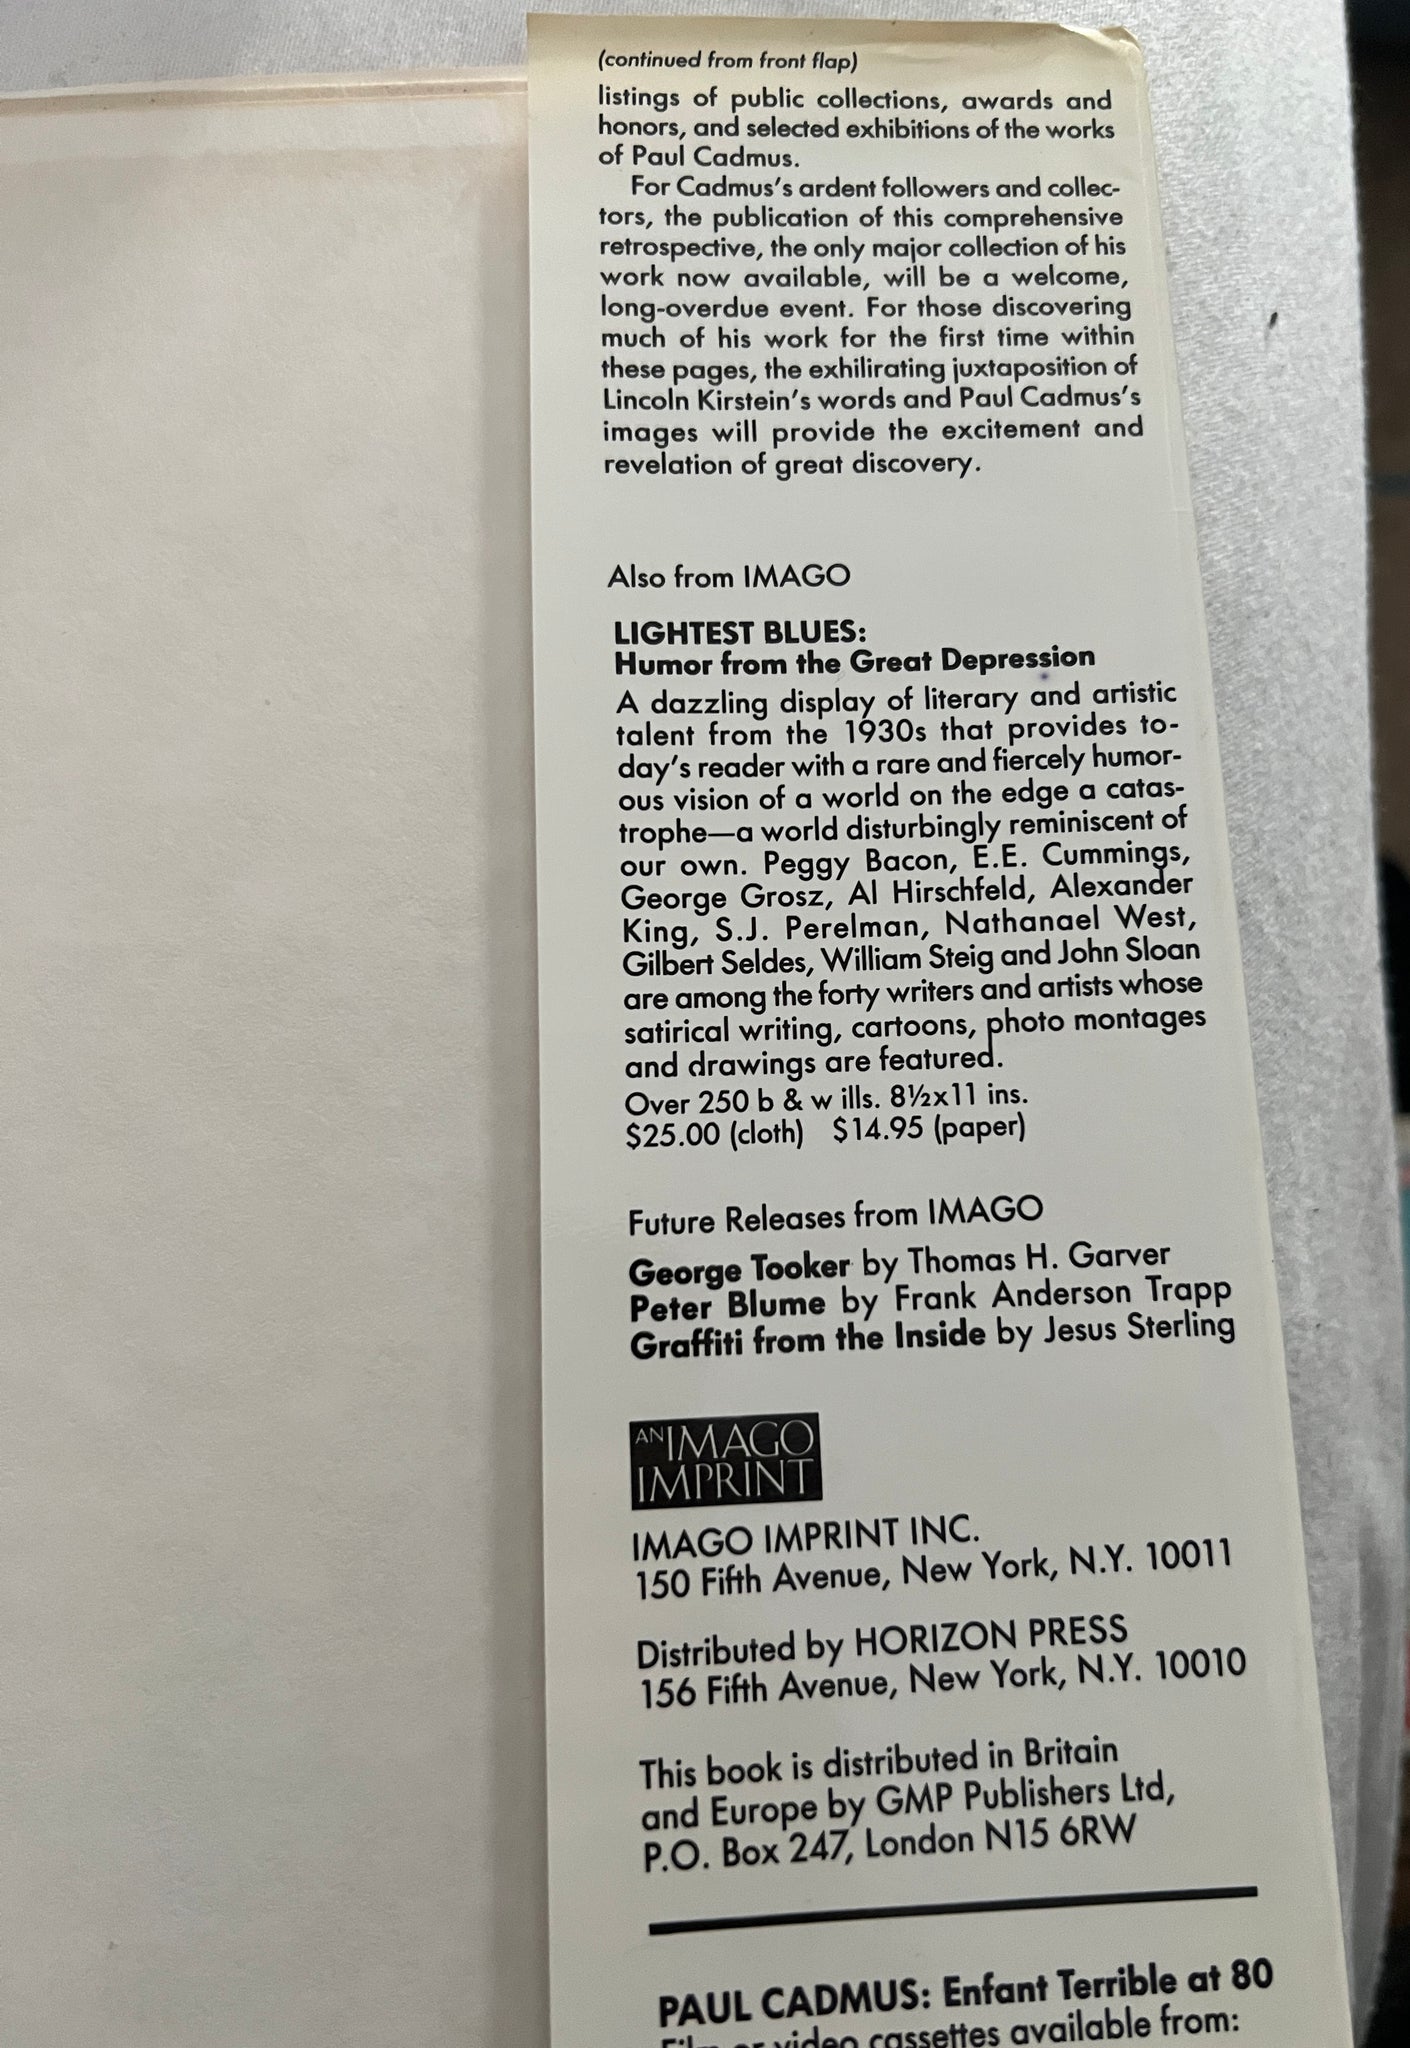 (continued from front flap)
listings of public collections, awards and
honors, and selected exhibitions of the works
of Paul Cadmus.
For Cadmus's ardent followers and collec-
tors, the publication of this comprehensive
retrospective, the only major collection of his
work now available, will be a welcome,
long-overdue event. For those discovering
much of his work for the first time within
these pages, the exhilirating juxtaposition of
Lincoln Kirstein's words and Paul Cadmus's
images will provide the excitement and
revelation of great discovery.
Also from IMAGO
LIGHTEST BLUES:
Humor from the Great Depression
A dazzling display of literary and artistic
talent from the 1930s that provides to-
day's reader with a rare and fiercely humor-
ous vision of a world on the edge a catas-
trophe—a world disturbingly reminiscent of
our own. Peggy Bacon, E.E. Cummings,
George Grosz, Al Hirschfeld, Alexander
King, S.J. Perelman, Nathanael West,
Gilbert Seldes, William Steig and John Sloan
are among the forty writers and artists whose
satirical writing, cartoons, photo montages
and drawings are featured.
Over 250 b & w ills. 8½x11 ins.
$25.00 (cloth) $14.95 (paper)
Future Releases from IMAGO
George Tooker by Thomas H. Garver
Peter Blume by Frank Anderson Trapp
Graffiti from the Inside by Jesus Sterling
AN IMAGO
IMPRINT
IMAGO IMPRINT INC.
150 Fifth Avenue, New York, N.Y. 10011
Distributed by HORIZON PRESS
156 Fifth Avenue, New York, N.Y. 10010
This book is distributed in Britain
and Europe by GMP Publishers Ltd,
P.O. Box 247, London N15 6RW
PAUL CADMUS: Enfant Terrible at 80
Film or video cassettes available from: